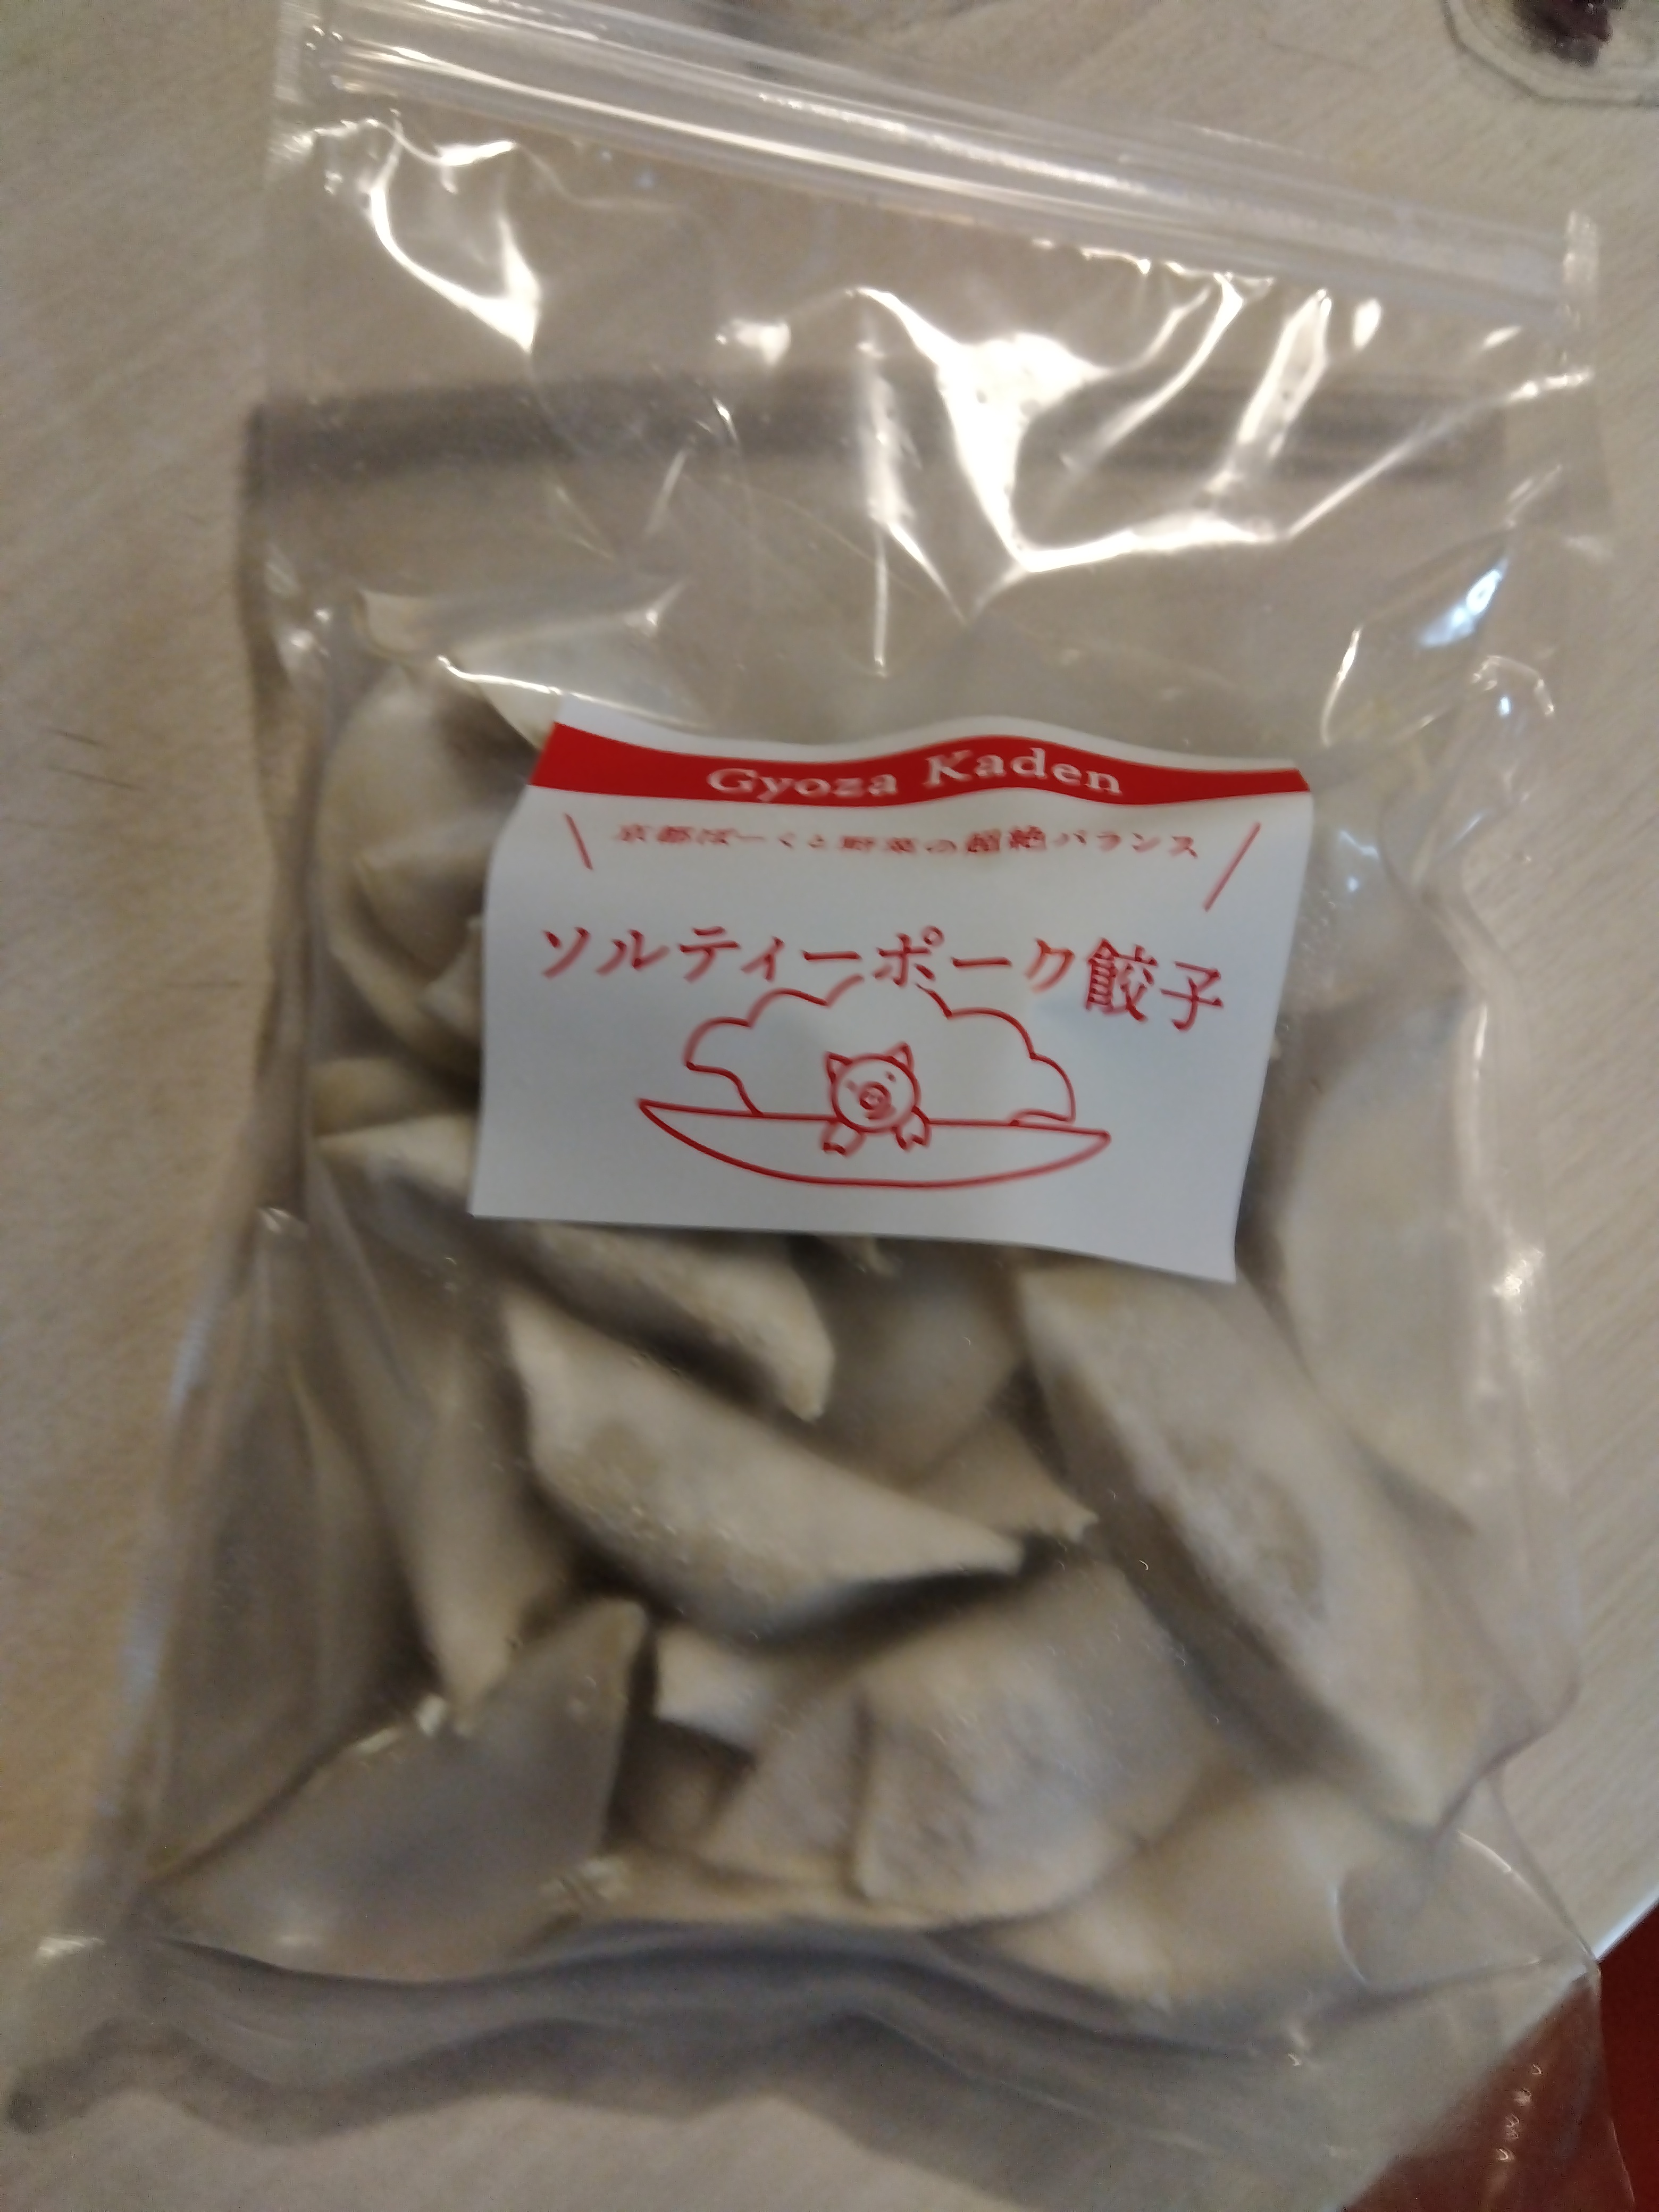 Gyoza Kaden
京都ぽーくと野菜の超絶バランス
ソルティーポーク餃子